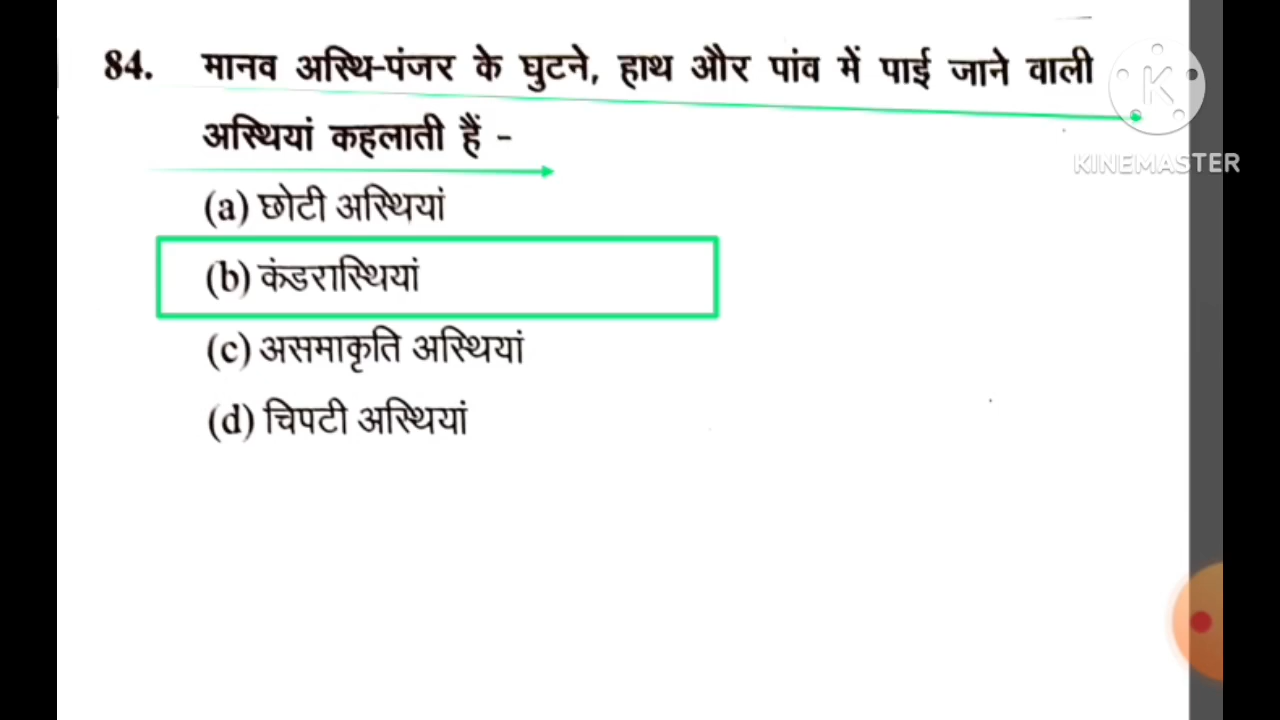 84. मानव अस्थि-पंजर के घुटने, हाथ और पांव में पाई जाने वाली
अस्थियां कहलाती हैं -
(a) छोटी अस्थियां
(b) कंडरास्थियां
(c) असमाकृति अस्थियां
(d) चिपटी अस्थियां
K
KINEMASTER